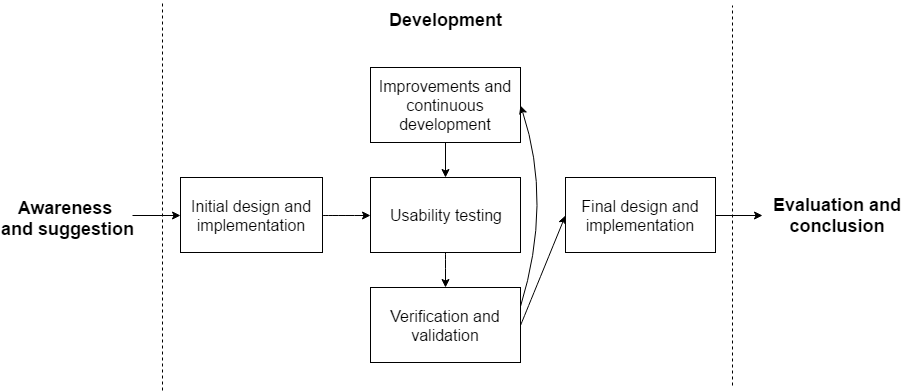 Development
Improvements and
continuous
development
Awareness
and suggestion
Initial design and
implementation
Usability testing
Final design and
implementation
Evaluation and
conclusion
Verification and
validation